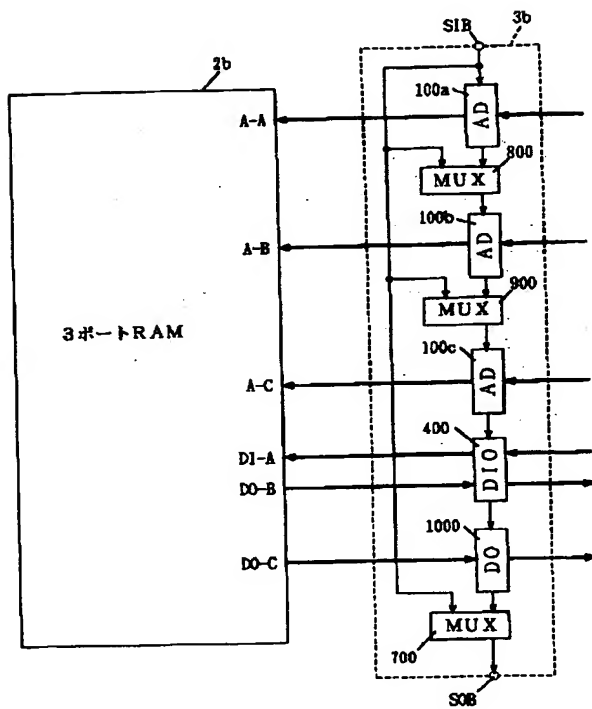 SIB
3b
2b
100a
A-A
AD
800
MUX
100b
A-B
AD
900
MUX
3ポートRAM
100c
A-C
AD
400
DI-A
DIO
DO-B
1000
DO-C
DO
MUX
700
SOB